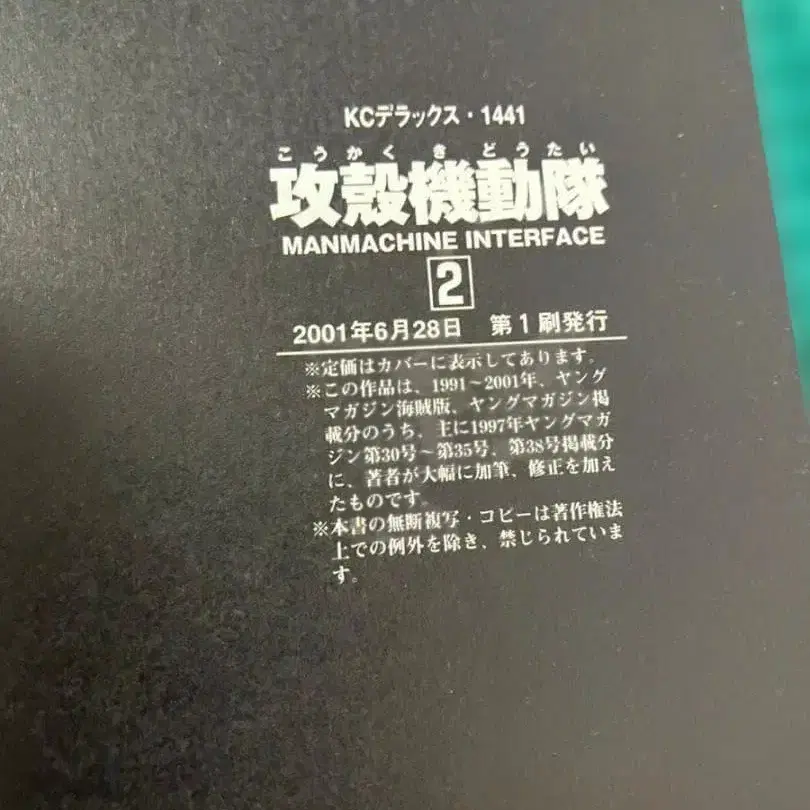 KCデラックス・1441
こうかくきどうたい
攻殻機動隊
MANMACHINE INTERFACE
2
2001年6月28日 第1刷発行
※定価はカバーに表示してあります。
※この作品は、1991～2001年、ヤング
マガジン海賊版、ヤングマガジン掲
載分のうち、主に1997年ヤングマガ
ジン第30号～第35号、第38号掲載分
に、著者が大幅に加筆、修正を加え
たものです。
※本書の無断複写・コピーは著作権法
上での例外を除き、禁じられていま
す。